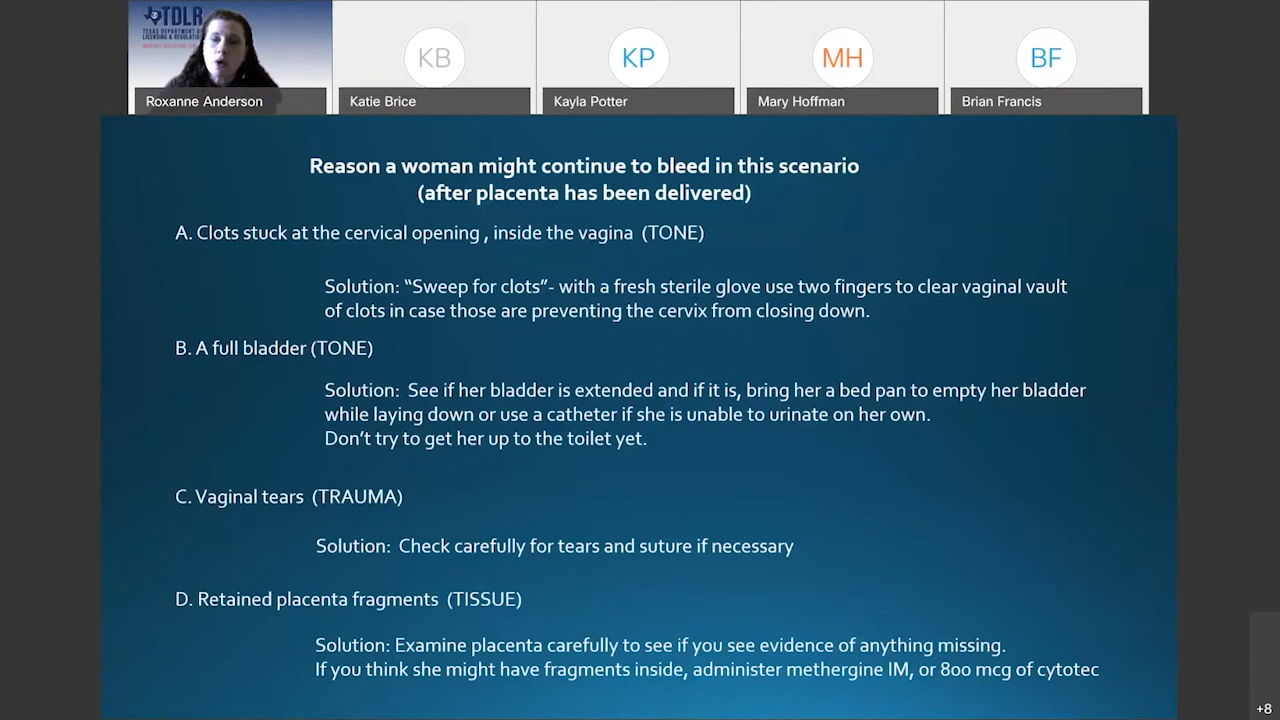 TDLR
TEXAS DEPARTMENT OF
LICENSING & REGULATION
KB
KP
MH
BF
Roxanne Anderson
Katie Brice
Kayla Potter
Mary Hoffman
Brian Francis
Reason a woman might continue to bleed in this scenario
(after placenta has been delivered)
A. Clots stuck at the cervical opening , inside the vagina (TONE)
Solution: “Sweep for clots”- with a fresh sterile glove use two fingers to clear vaginal vault
of clots in case those are preventing the cervix from closing down.
B. A full bladder (TONE)
Solution: See if her bladder is extended and if it is, bring her a bed pan to empty her bladder
while laying down or use a catheter if she is unable to urinate on her own.
Don’t try to get her up to the toilet yet.
C. Vaginal tears (TRAUMA)
Solution: Check carefully for tears and suture if necessary
D. Retained placenta fragments (TISSUE)
Solution: Examine placenta carefully to see if you see evidence of anything missing.
If you think she might have fragments inside, administer methergine IM, or 800 mcg of cytotec
+8